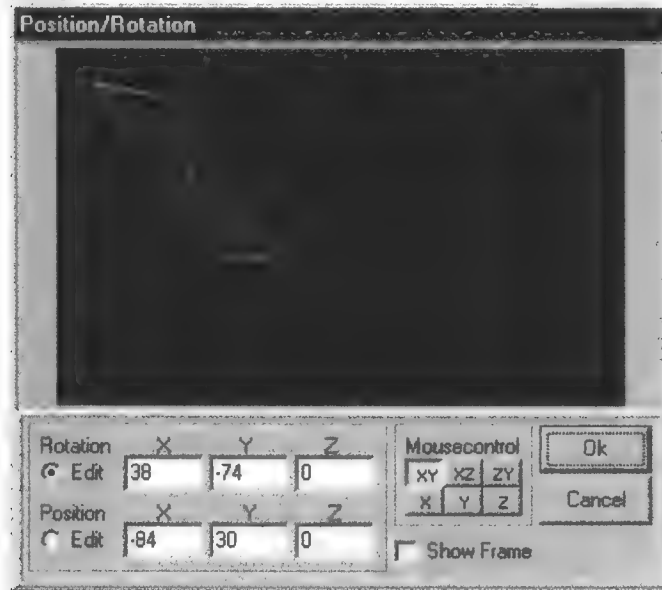 Position/Rotation
Rotation X Y Z
Edit 38 -74 0
Position X Y Z
Edit -84 30 0
Mousecontrol
XY XZ ZY
X Y Z
Show Frame
Ok
Cancel